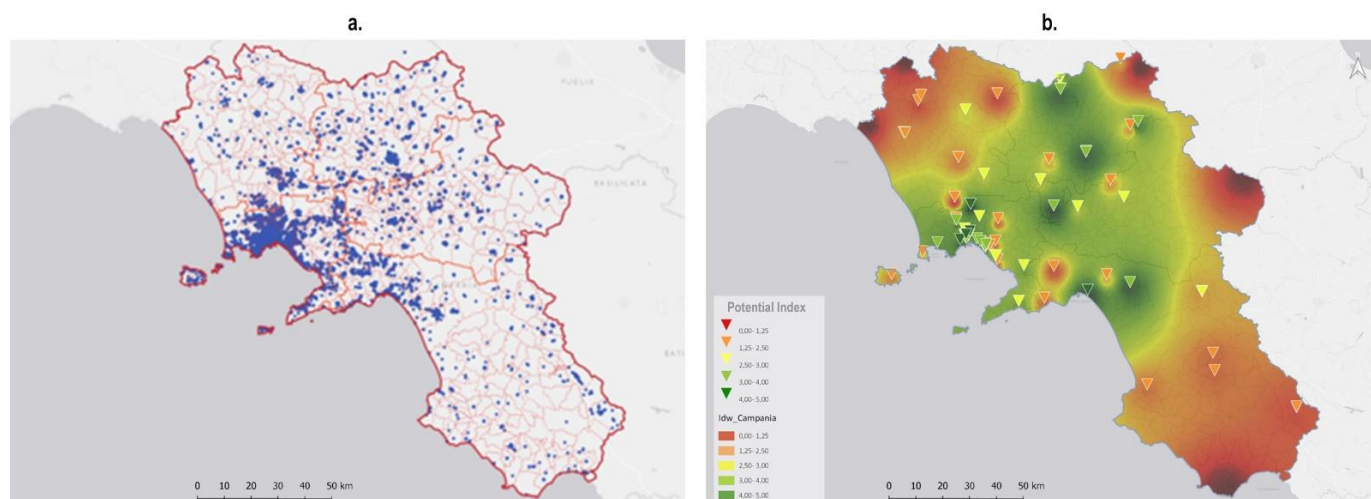 a.
b.
PUGLIA
BASILICATA
0 10 20 30 40 50 km
Potential Index
0,00- 1,25
1,25- 2,50
2,50- 3,00
3,00- 4,00
4,00- 5,00
Idw_Campania
0,00- 1,25
1,25- 2,50
2,50- 3,00
3,00- 4,00
4,00- 5,00
0 10 20 30 40 50 km